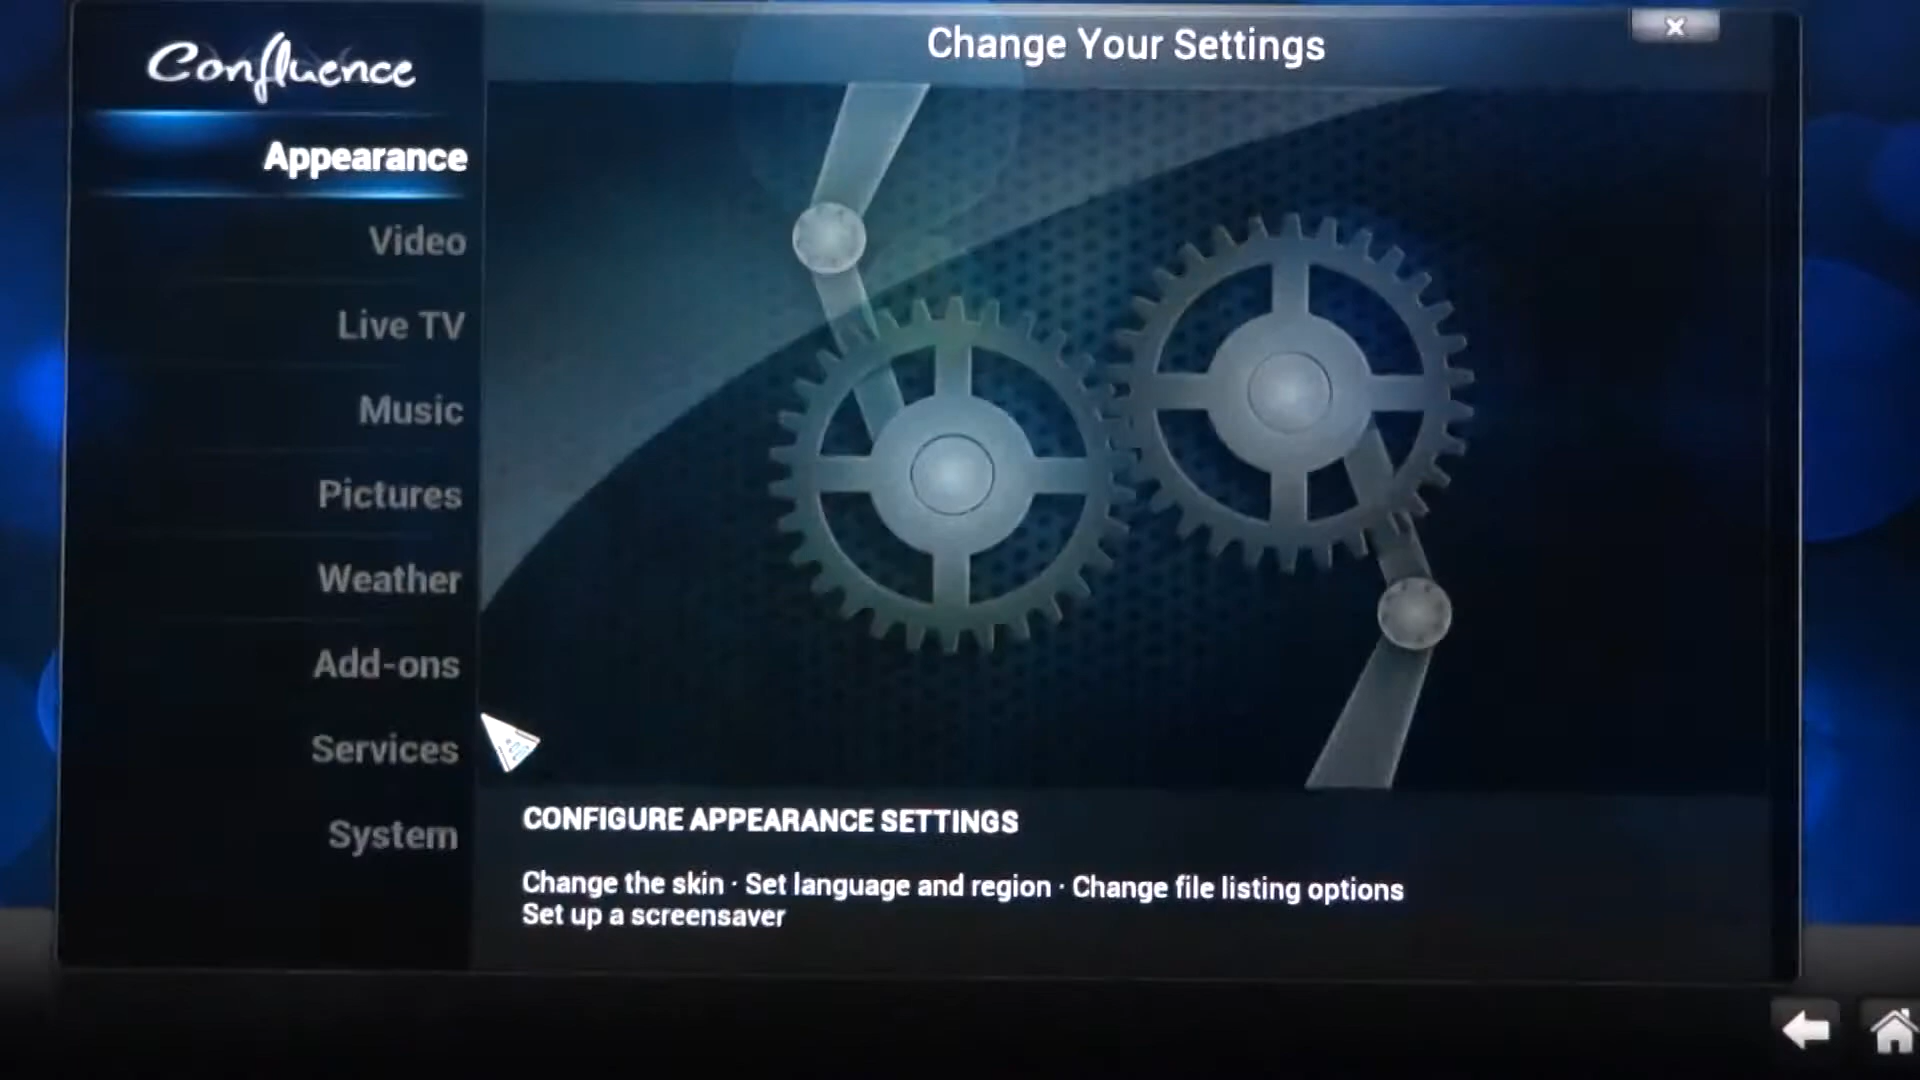 Confluence
Change Your Settings
Appearance
Video
Live TV
Music
Pictures
Weather
Add-ons
Services
System
CONFIGURE APPEARANCE SETTINGS
Change the skin · Set language and region · Change file listing options
Set up a screensaver